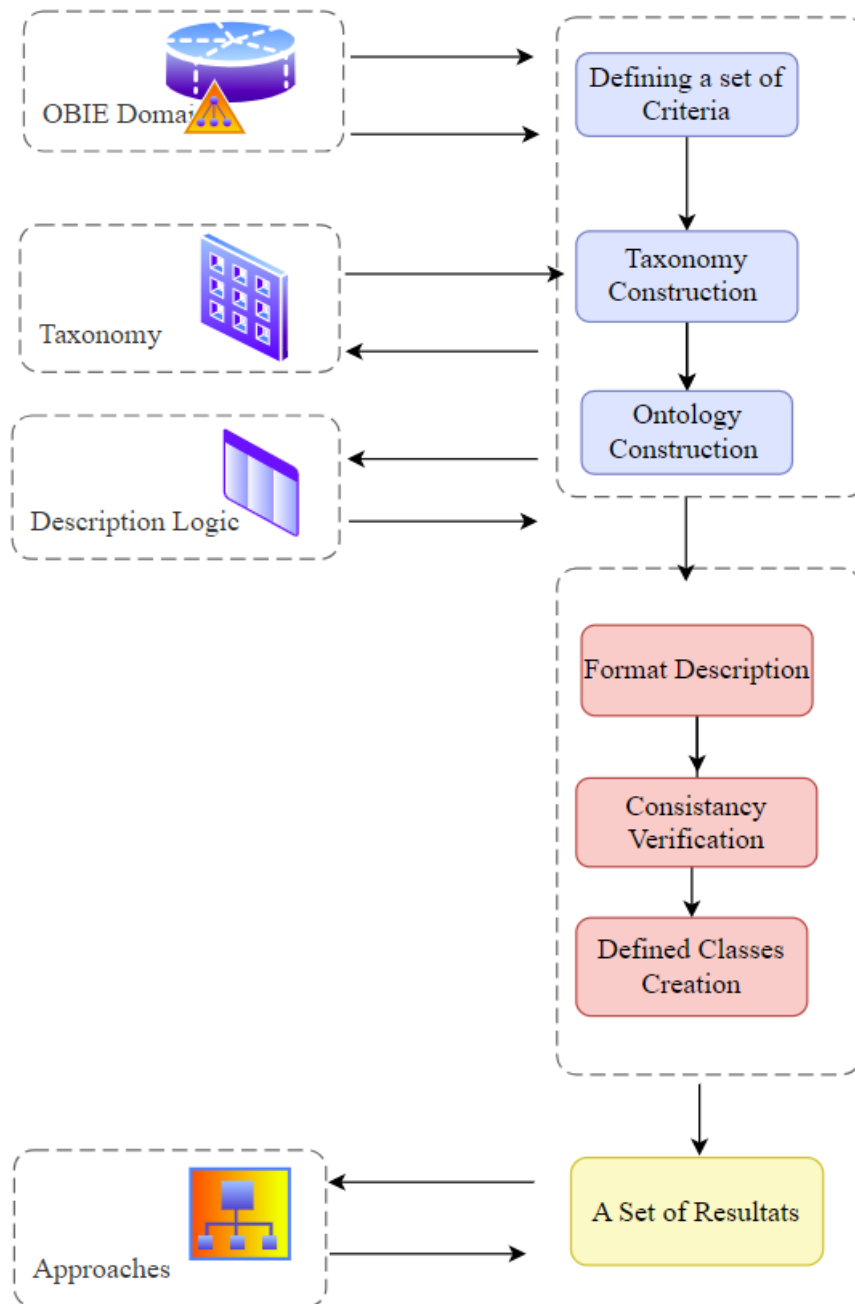 OBIE Domai
Defining a set of
Criteria
Taxonomy
Construction
Taxonomy
Ontology
Construction
Description Logic
Format Description
Consistancy
Verification
Defined Classes
Creation
A Set of Resultats
Approaches